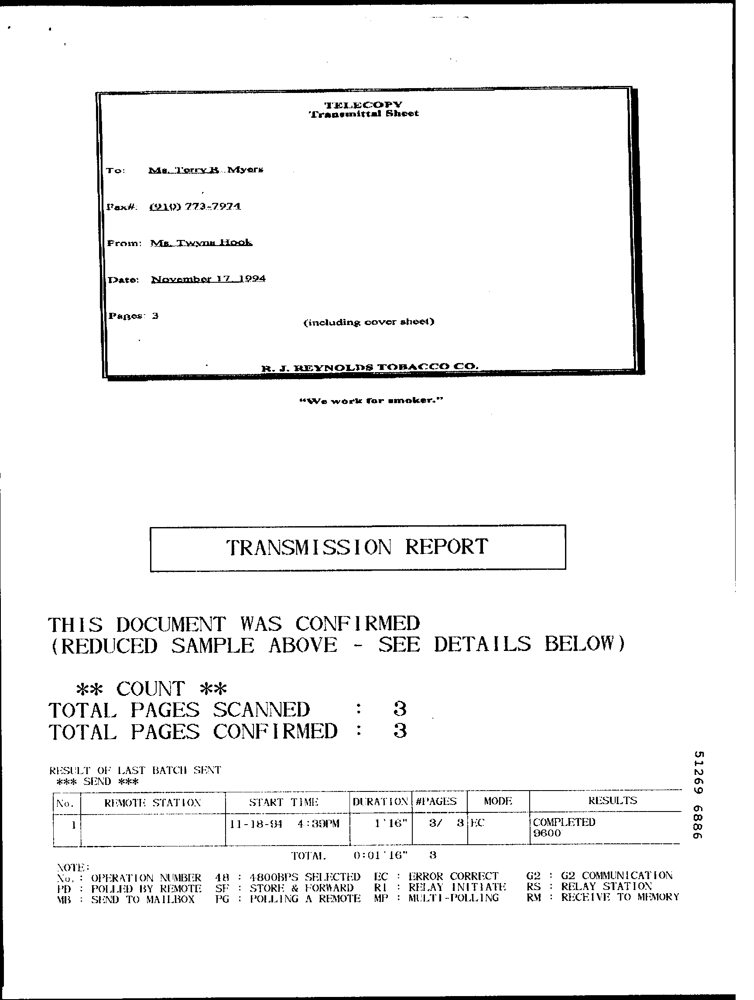 TELECOPY
Transmittal Sheet
To: Ms. Terry B. Myers
Fax#: (910) 773-7974
From: Ms. Twyna Hook
Date: November 17, 1994
Pages: 3 (including cover sheet)
R. J. REYNOLDS TOBACCO CO.
"We work for smoker."
TRANSMISSION REPORT
THIS DOCUMENT WAS CONFIRMED
(REDUCED SAMPLE ABOVE - SEE DETAILS BELOW)
** COUNT **
TOTAL PAGES SCANNED : 3
TOTAL PAGES CONFIRMED : 3
RESULT OF LAST BATCH SENT
*** SEND ***
No. REMOTE STATION START TIME DURATION #PAGES MODE RESULTS
1 11-18-94 4:39PM 1'16" 3/ 3 EC COMPLETED
9600
TOTAL 0:01'16" 3
NOTE:
No. : OPERATION NUMBER 48 : 4800BPS SELECTED EC : ERROR CORRECT G2 : G2 COMMUNICATION
PD : POLLED BY REMOTE SF : STORE & FORWARD RI : RELAY INITIATE RS : RELAY STATION
MB : SEND TO MAILBOX PG : POLLING A REMOTE MP : MULTI-POLLING RM : RECEIVE TO MEMORY
51269 6886